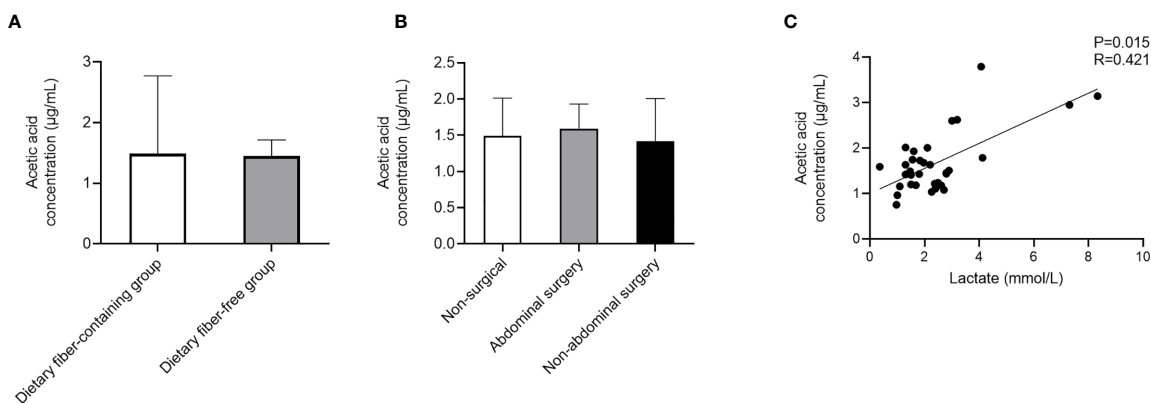 A
Acetic acid
concentration (μg/mL)
3
2
1
0
Dietary fiber-containing group
Dietary fiber-free group
B
Acetic acid
concentration (μg/mL)
2.5
2.0
1.5
1.0
0.5
0.0
Non-surgical
Abdominal surgery
Non-abdominal surgery
C
P=0.015
R=0.421
Acetic acid
concentration (μg/mL)
4
3
2
1
0
0
2
4
6
8
10
Lactate (mmol/L)